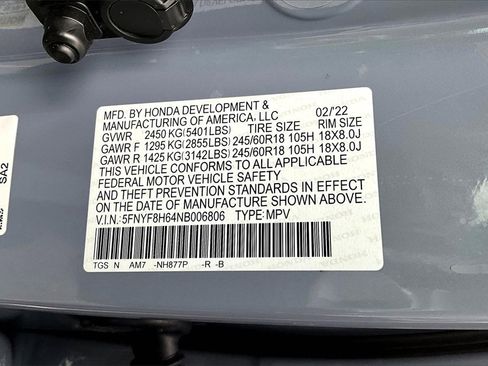 MFD. BY HONDA DEVELOPMENT &
MANUFACTURING OF AMERICA, LLC 02/'22
GVWR 2450 KG(5401LBS) TIRE SIZE RIM SIZE
GAWR F 1295 KG(2855LBS) 245/60R18 105H 18X8.0J
GAWR R 1425 KG(3142LBS) 245/60R18 105H 18X8.0J
THIS VEHICLE CONFORMS TO ALL APPLICABLE
FEDERAL MOTOR VEHICLE SAFETY
AND THEFT PREVENTION STANDARDS IN EFFECT
ON THE DATE OF MANUFACTURE SHOWN ABOVE.
V.I.N.:5FNYF8H64NB006806 TYPE:MPV
TGS N AM7 -NH877P -R -B
SA2